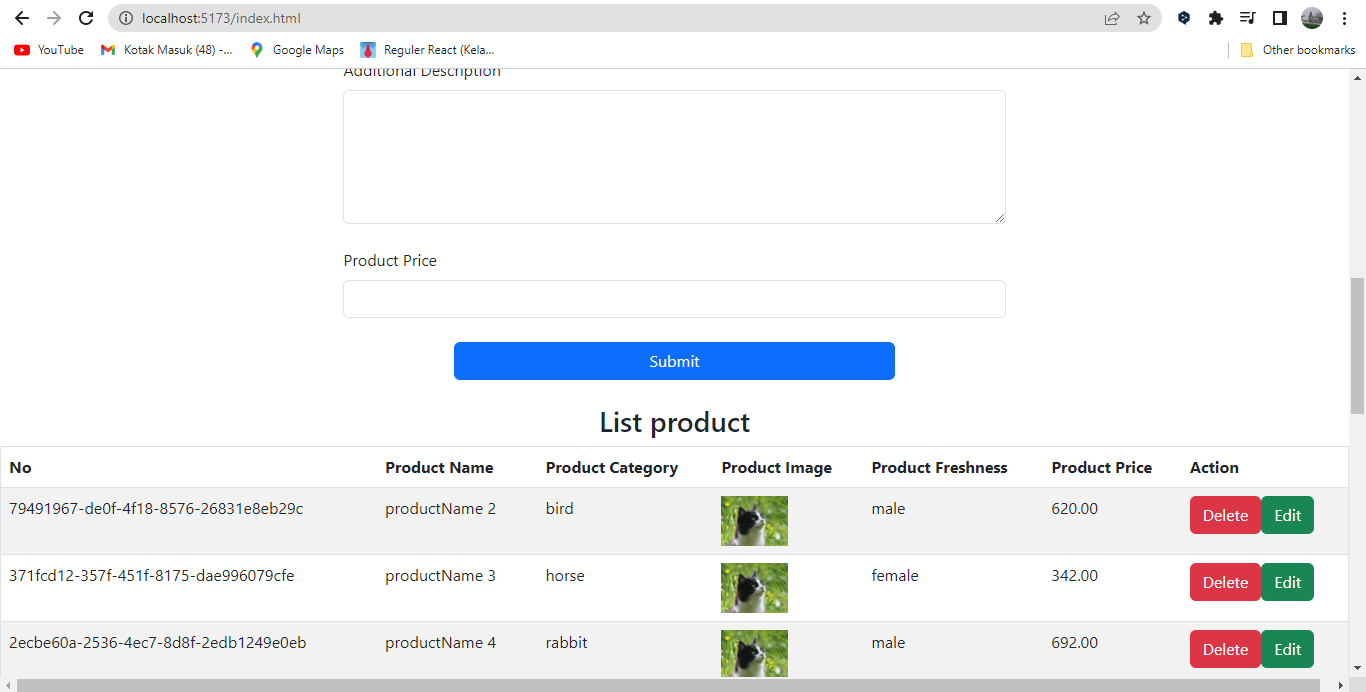 localhost:5173/index.html
YouTube Kotak Masuk (48) -... Google Maps Reguler React (Kela... Other bookmarks
Additional Description
Product Price
Submit
List product
No Product Name Product Category Product Image Product Freshness Product Price Action
79491967-de0f-4f18-8576-26831e8eb29c productName 2 bird male 620.00 Delete Edit
371fcd12-357f-451f-8175-dae996079cfe productName 3 horse female 342.00 Delete Edit
2ecbe60a-2536-4ec7-8d8f-2edb1249e0eb productName 4 rabbit male 692.00 Delete Edit